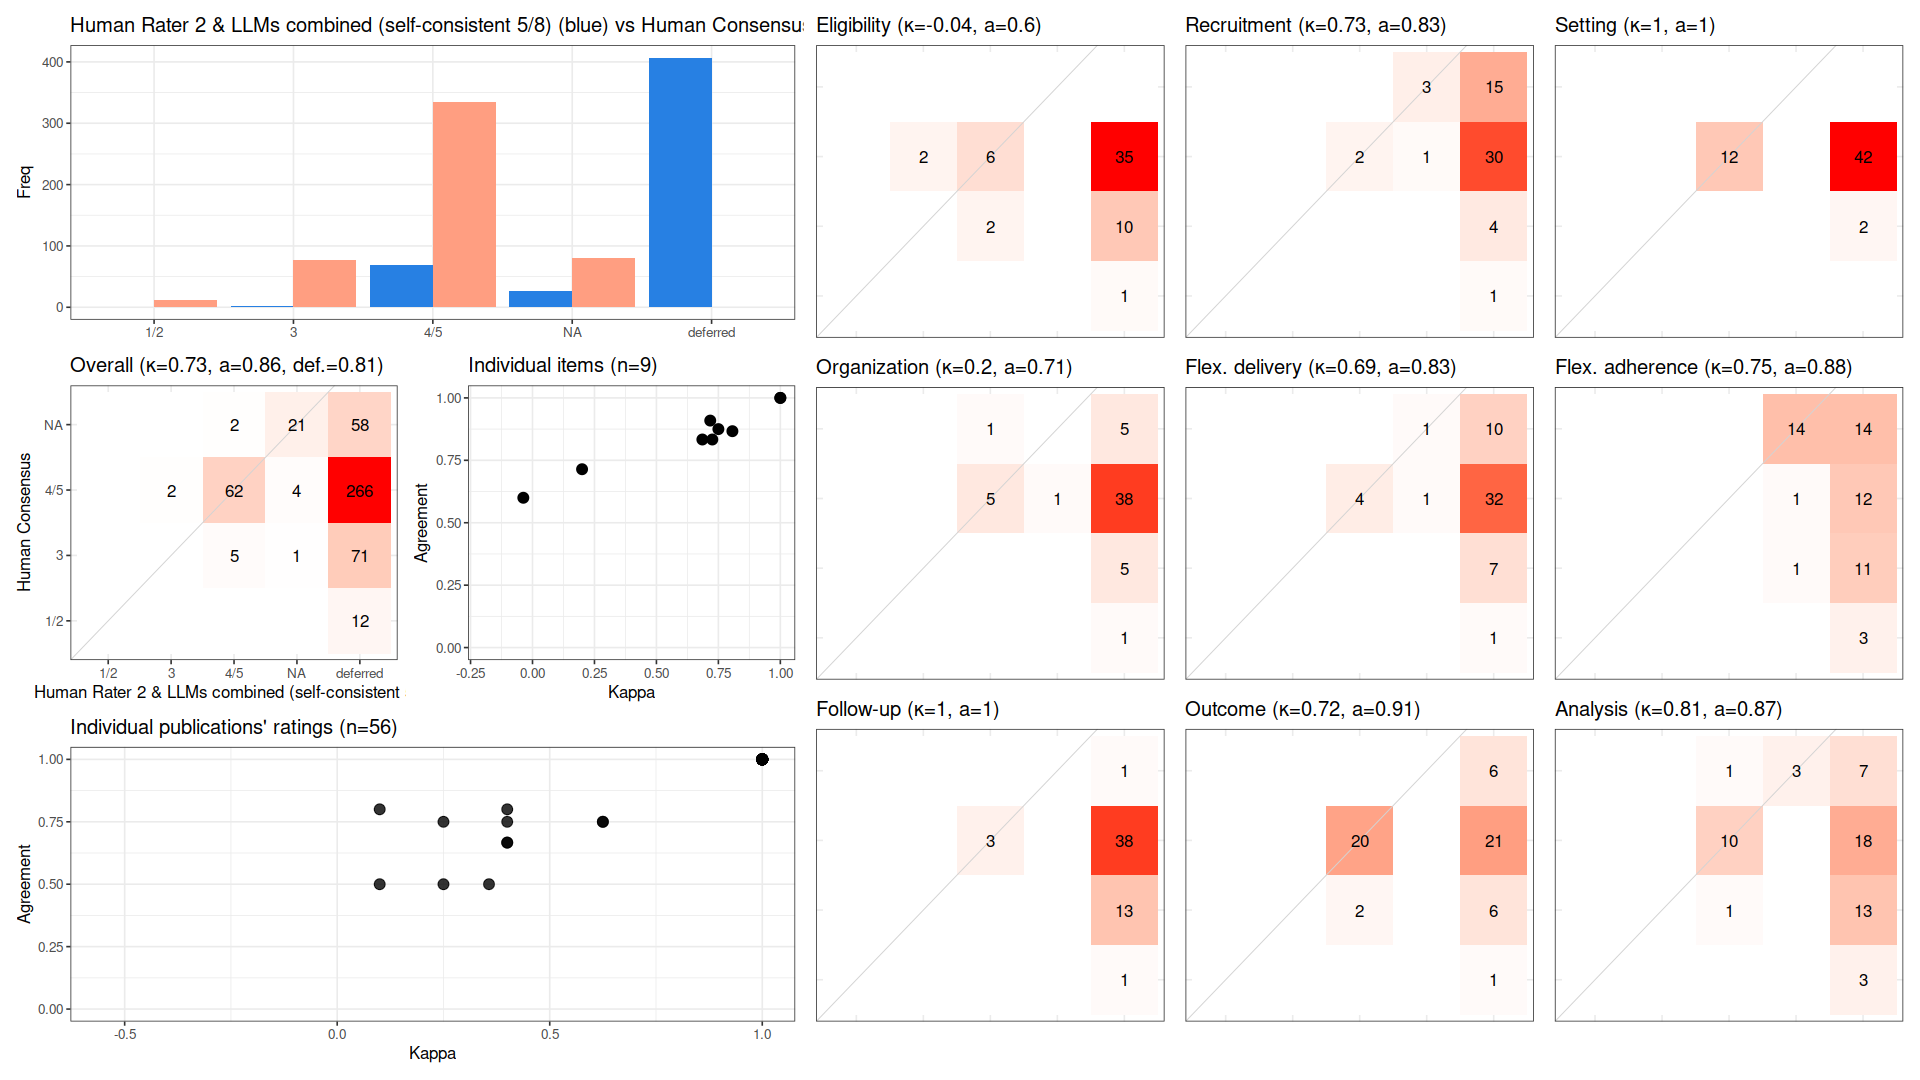 Human Rater 2 & LLMs combined (self-consistent 5/8) (blue) vs Human Consensu
Freq
400
300
200
100
0
1/2 3 4/5 NA deferred
Overall (κ=0.73, a=0.86, def.=0.81)
Human Consensus
NA 2 21 58
4/5 2 62 4 266
3 5 1 71
1/2 12
1/2 3 4/5 NA deferred
Human Rater 2 & LLMs combined (self-consistent
Individual items (n=9)
Agreement
1.00
0.75
0.50
0.25
0.00
-0.25 0.00 0.25 0.50 0.75 1.00
Kappa
Individual publications' ratings (n=56)
Agreement
1.00
0.75
0.50
0.25
0.00
-0.5 0.0 0.5 1.0
Kappa
Eligibility (κ=-0.04, a=0.6)
2 6 35
2 10
1
Recruitment (κ=0.73, a=0.83)
3 15
2 1 30
4
1
Setting (κ=1, a=1)
12 42
2
Organization (κ=0.2, a=0.71)
1 5
5 1 38
5
1
Flex. delivery (κ=0.69, a=0.83)
1 10
4 1 32
7
1
Flex. adherence (κ=0.75, a=0.88)
14 14
1 12
1 11
3
Follow-up (κ=1, a=1)
1
3 38
13
1
Outcome (κ=0.72, a=0.91)
6
20 21
2 6
1
Analysis (κ=0.81, a=0.87)
1 3 7
10 18
1 13
3